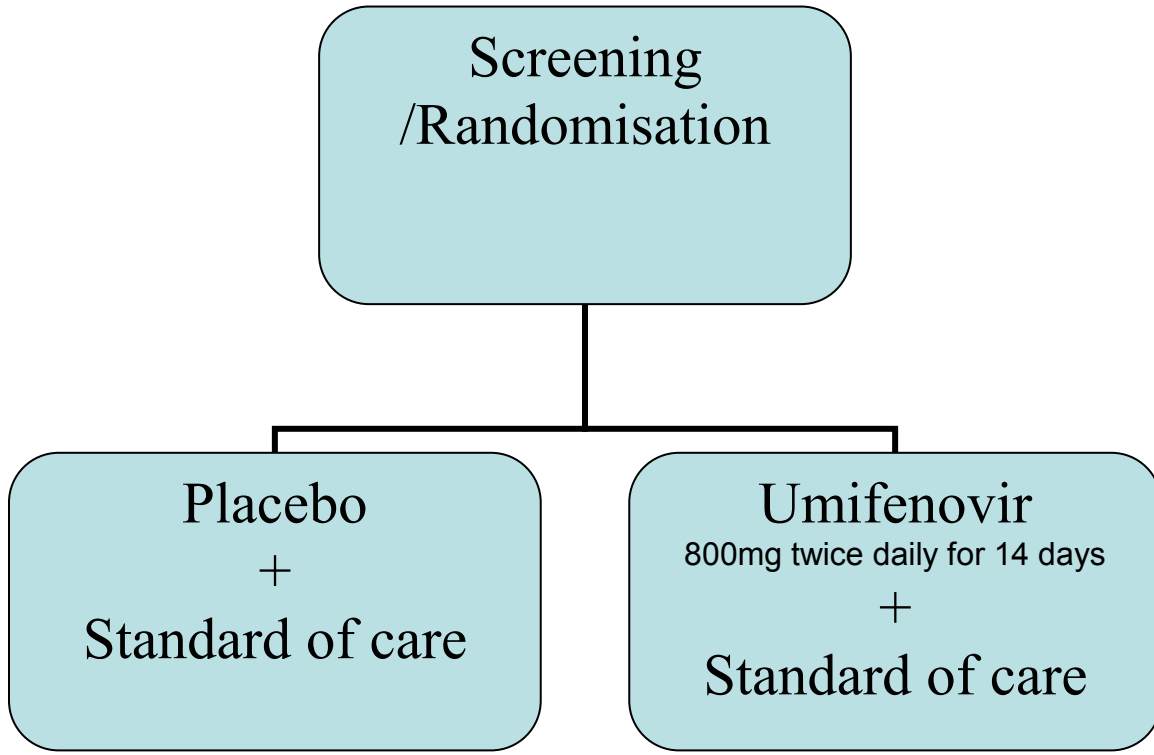 Screening
/Randomisation
Placebo
+
Standard of care
Umifenovir
800mg twice daily for 14 days
+
Standard of care